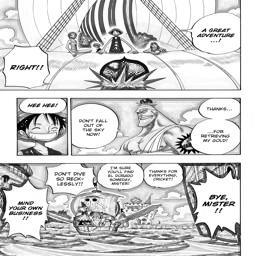 A GREAT
ADVENTURE
...!
RIGHT!!
THANKS...
...FOR
RETRIEVING
MY GOLD!
DON'T FALL
OUT OF
THE SKY
NOW!
HEE HEE!
THANKS FOR
EVERYTHING,
CRICKET!
I'M SURE
YOU'LL FIND
EL DORADO
SOMEDAY,
MISTER!
DON'T DIVE
SO RECK-
LESSLY!!
BYE,
MISTER
!!
MIND
YOUR OWN
BUSINESS
!!